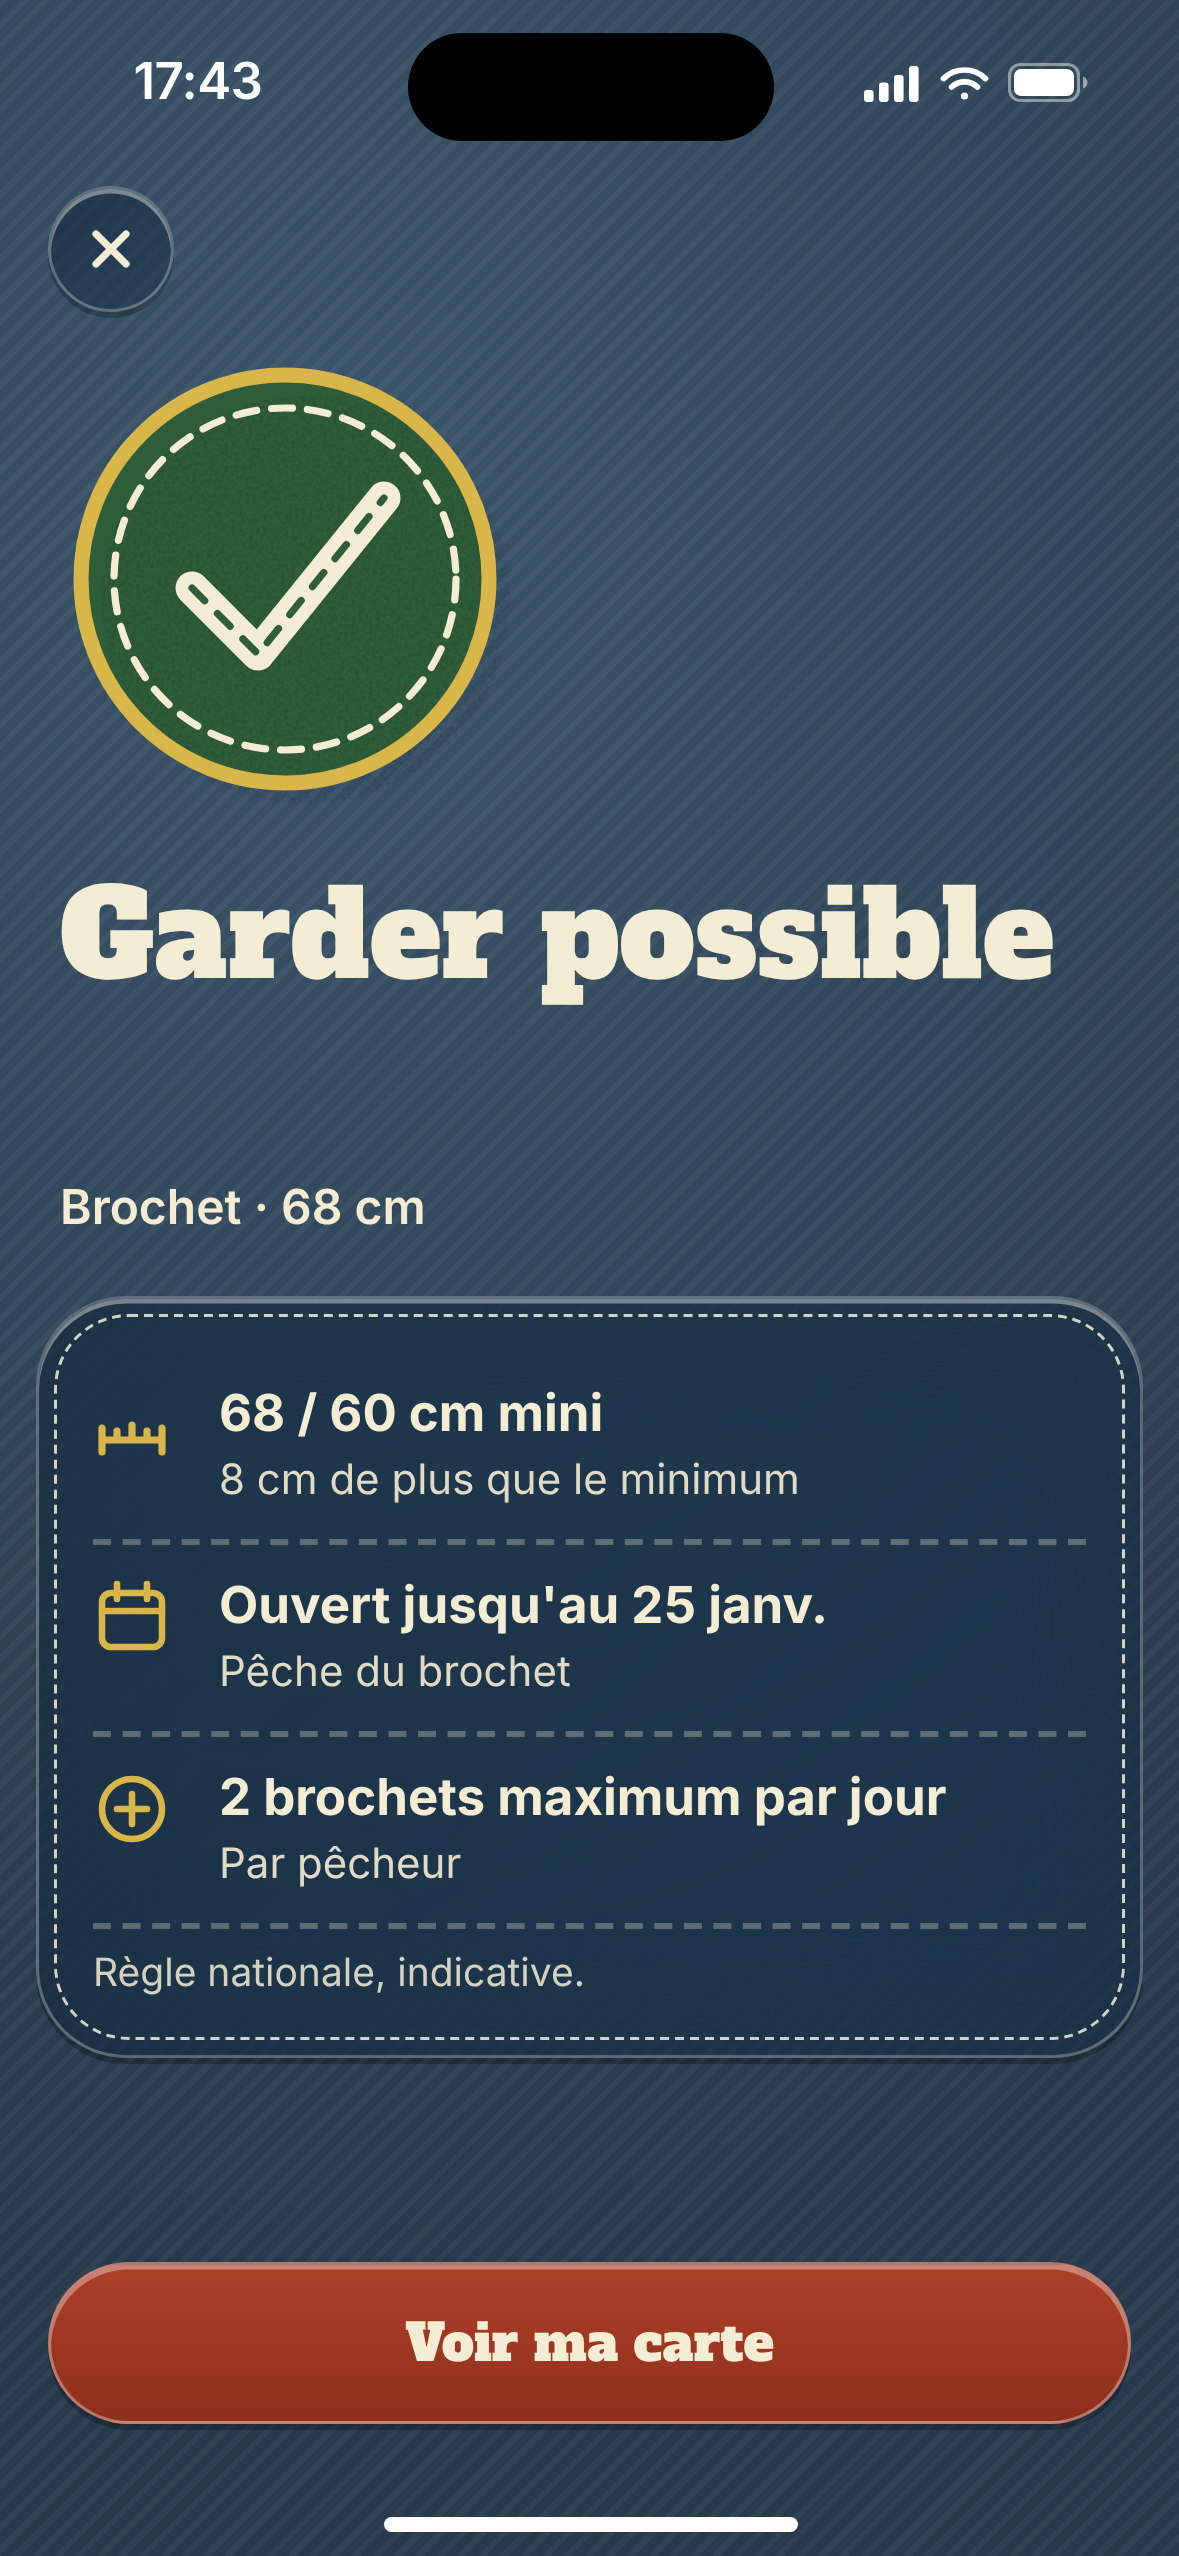 17:43
Garder possible
Brochet · 68 cm
68 / 60 cm mini
8 cm de plus que le minimum
Ouvert jusqu'au 25 janv.
Pêche du brochet
2 brochets maximum par jour
Par pêcheur
Règle nationale, indicative.
Voir ma carte